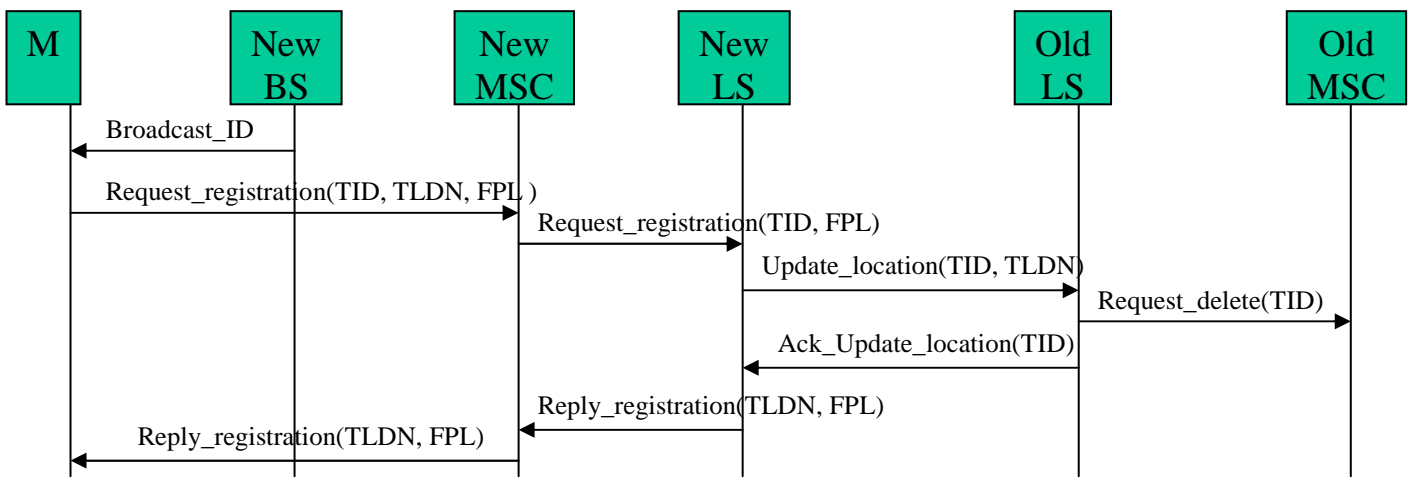 M
New
BS
New
MSC
New
LS
Old
LS
Old
MSC
Broadcast_ID
Request_registration(TID, TLDN, FPL )
Request_registration(TID, FPL)
Update_location(TID, TLDN)
Request_delete(TID)
Ack_Update_location(TID)
Reply_registration(TLDN, FPL)
Reply_registration(TLDN, FPL)